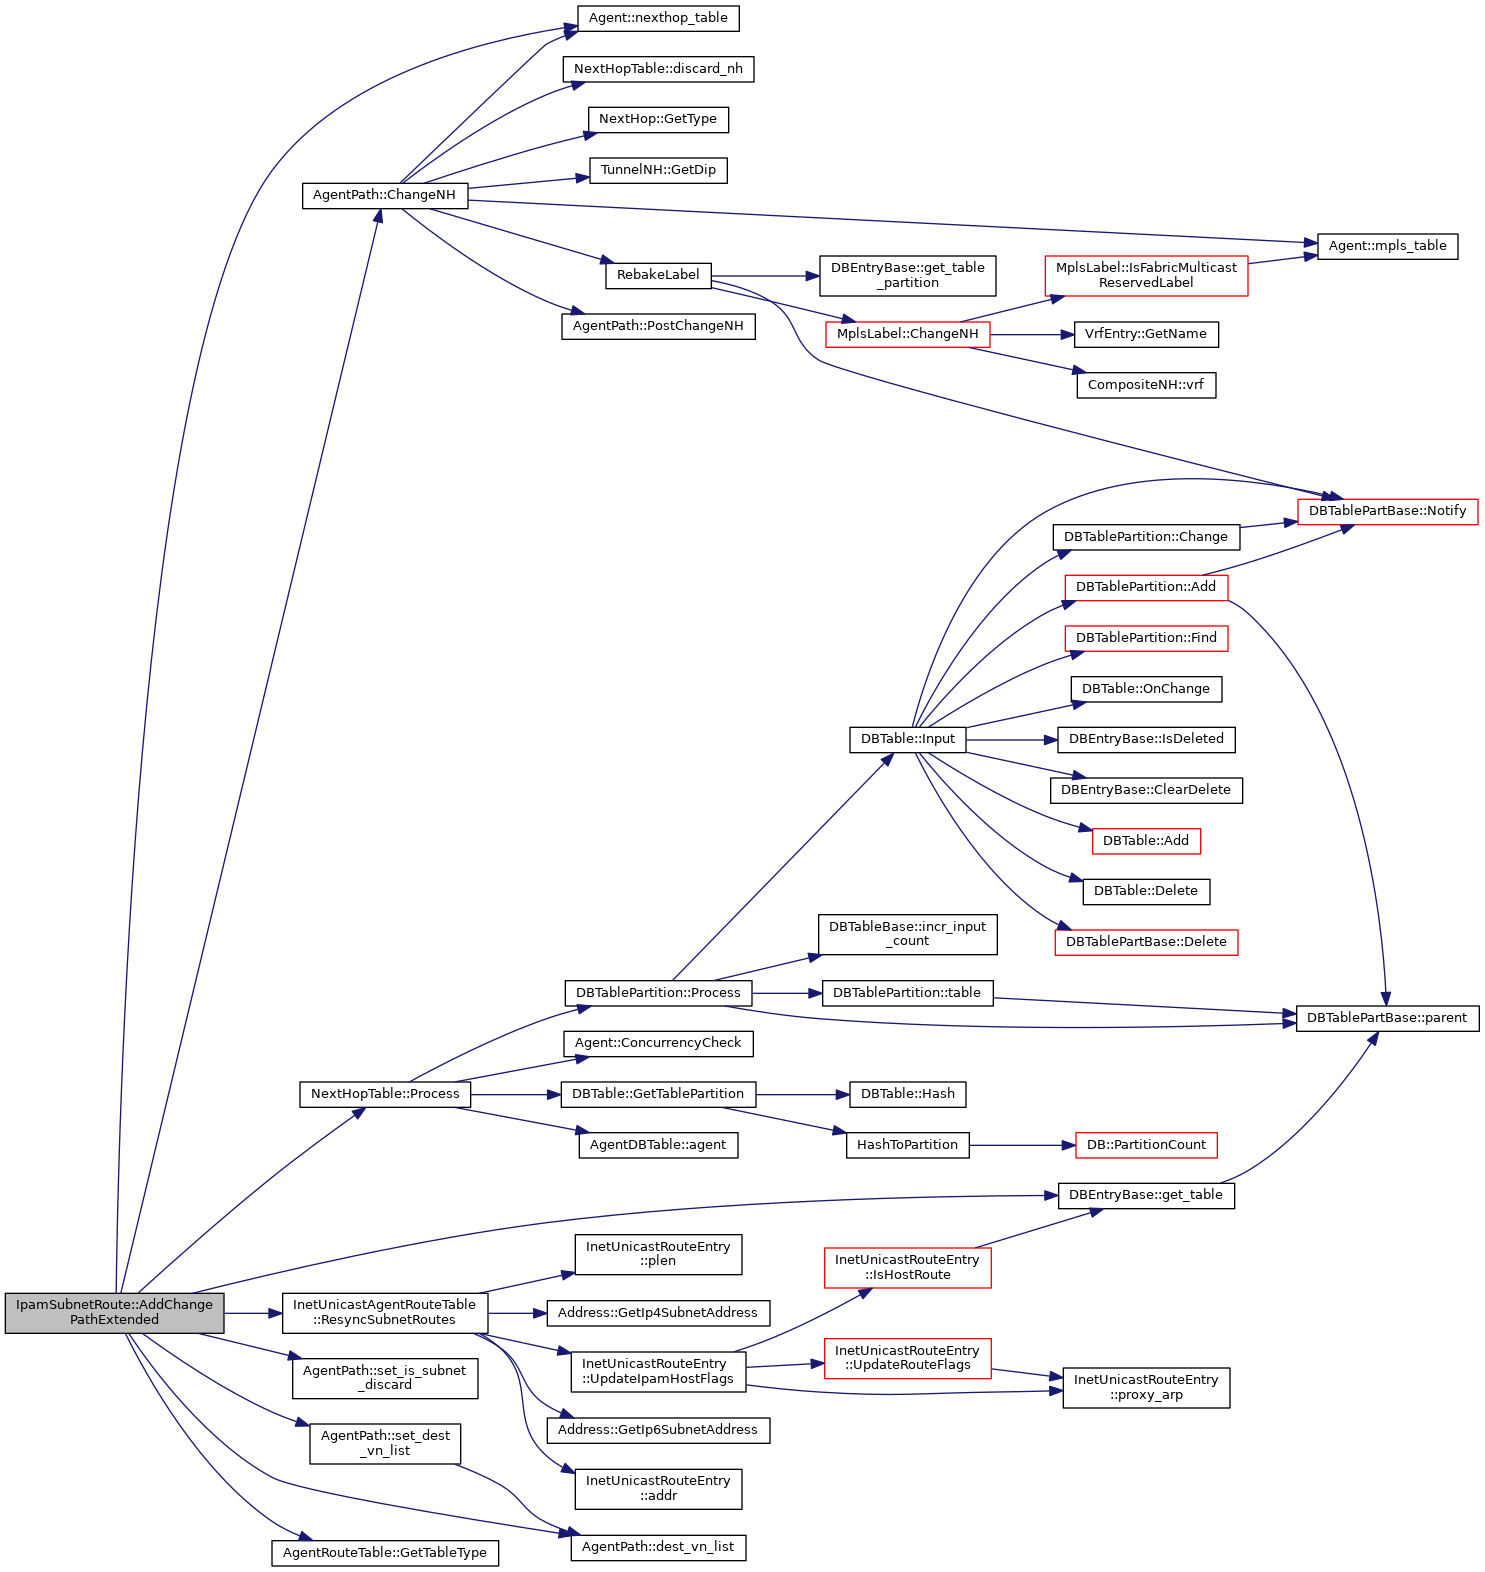 Agent::nexthop_table
NextHopTable::discard_nh
NextHop::GetType
TunnelNH::GetDip
AgentPath::ChangeNH
Agent::mpls_table
RebakeLabel
DBEntryBase::get_table
_partition
MplsLabel::IsFabricMulticast
ReservedLabel
AgentPath::PostChangeNH
MplsLabel::ChangeNH
VrfEntry::GetName
CompositeNH::vrf
DBTablePartBase::Notify
DBTablePartition::Change
DBTablePartition::Add
DBTablePartition::Find
DBTable::OnChange
DBTable::Input
DBEntryBase::IsDeleted
DBEntryBase::ClearDelete
DBTable::Add
DBTable::Delete
DBTableBase::incr_input
_count
DBTablePartBase::Delete
DBTablePartition::Process
DBTablePartition::table
DBTablePartBase::parent
Agent::ConcurrencyCheck
NextHopTable::Process
DBTable::GetTablePartition
DBTable::Hash
AgentDBTable::agent
HashToPartition
DB::PartitionCount
DBEntryBase::get_table
InetUnicastRouteEntry
::plen
InetUnicastRouteEntry
::IsHostRoute
IpamSubnetRoute::AddChange
PathExtended
InetUnicastAgentRouteTable
::ResyncSubnetRoutes
Address::GetIp4SubnetAddress
AgentPath::set_is_subnet
_discard
InetUnicastRouteEntry
::UpdateIpamHostFlags
InetUnicastRouteEntry
::UpdateRouteFlags
InetUnicastRouteEntry
::proxy_arp
AgentPath::set_dest
_vn_list
Address::GetIp6SubnetAddress
InetUnicastRouteEntry
::addr
AgentRouteTable::GetTableType
AgentPath::dest_vn_list